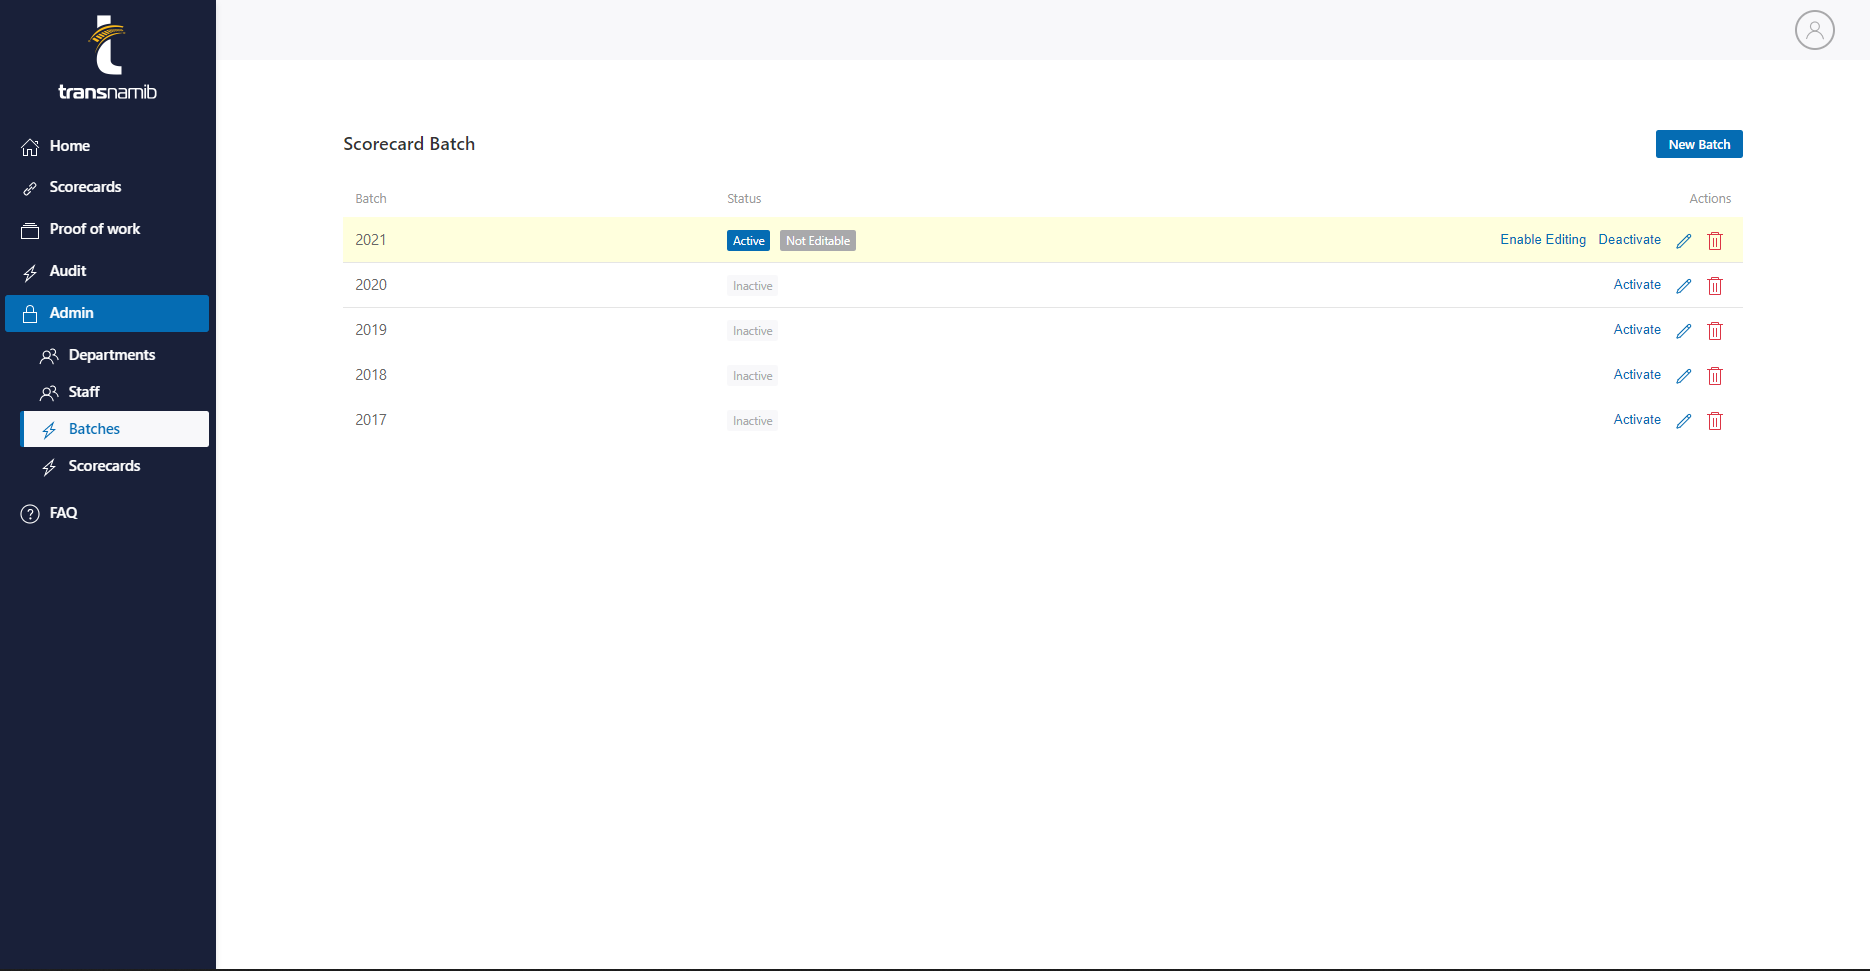 transnamib
Home
Scorecards
Proof of work
Audit
Admin
Departments
Staff
Batches
Scorecards
FAQ
Scorecard Batch
New Batch
Batch Status Actions
2021 Active Not Editable Enable Editing Deactivate
2020 Inactive Activate
2019 Inactive Activate
2018 Inactive Activate
2017 Inactive Activate